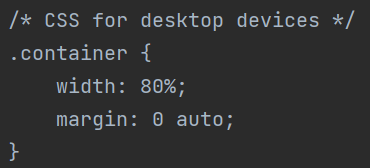 /* CSS for desktop devices */
.container {
    width: 80%;
    margin: 0 auto;
}